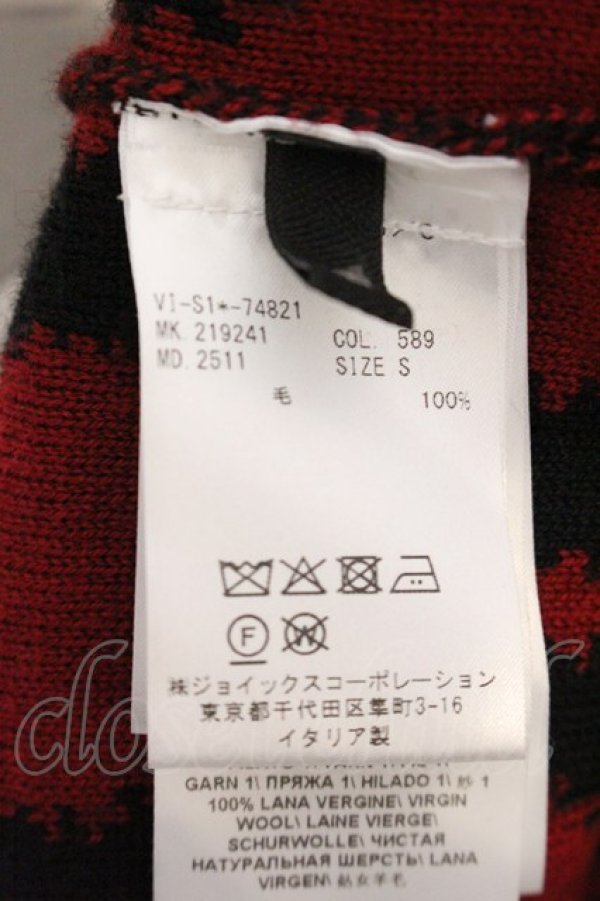 VI-S1*-74821
MK. 219241 COL. 589
MD. 2511 SIZE S
毛 100%
F W
㈱ジョイックスコーポレーション
東京都千代田区隼町3-16
イタリア製
GARN 1\ ПРЯЖА 1\ HILADO 1\ 纱 1
100% LANA VERGINE\ VIRGIN
WOOL\ LAINE VIERGE\
SCHURWOLLE\ ЧИСТАЯ
НАТУРАЛЬНАЯ ШЕРСТЬ\ LANA
VIRGEN\